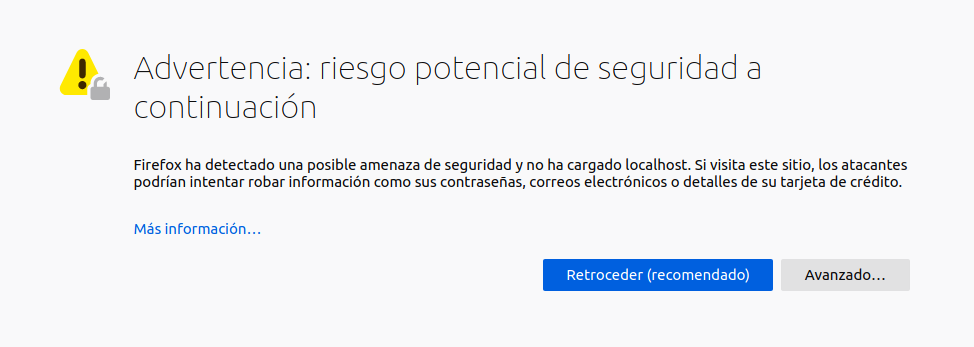 Advertencia: riesgo potencial de seguridad a
continuación
Firefox ha detectado una posible amenaza de seguridad y no ha cargado localhost. Si visita este sitio, los atacantes
podrían intentar robar información como sus contraseñas, correos electrónicos o detalles de su tarjeta de crédito.
Más información…
Retroceder (recomendado)
Avanzado…